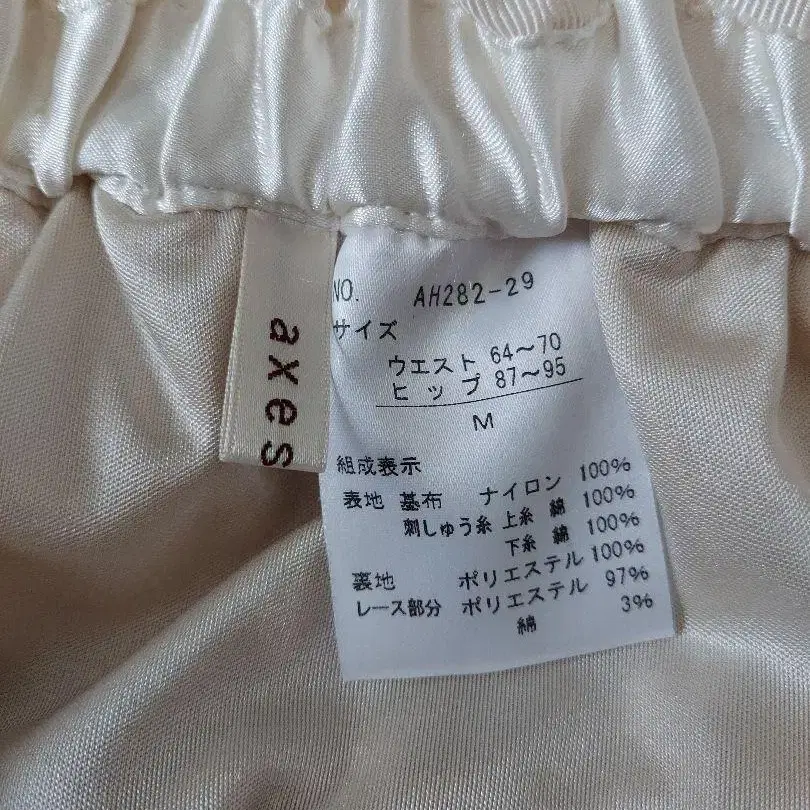 axes
NO. AH282-29
サイズ
ウエスト 64〜70
ヒップ 87〜95
M
組成表示
表地 基布 ナイロン 100%
刺しゅう糸 上糸 綿 100%
下糸 綿 100%
裏地 ポリエステル 100%
レース部分 ポリエステル 97%
綿 3%